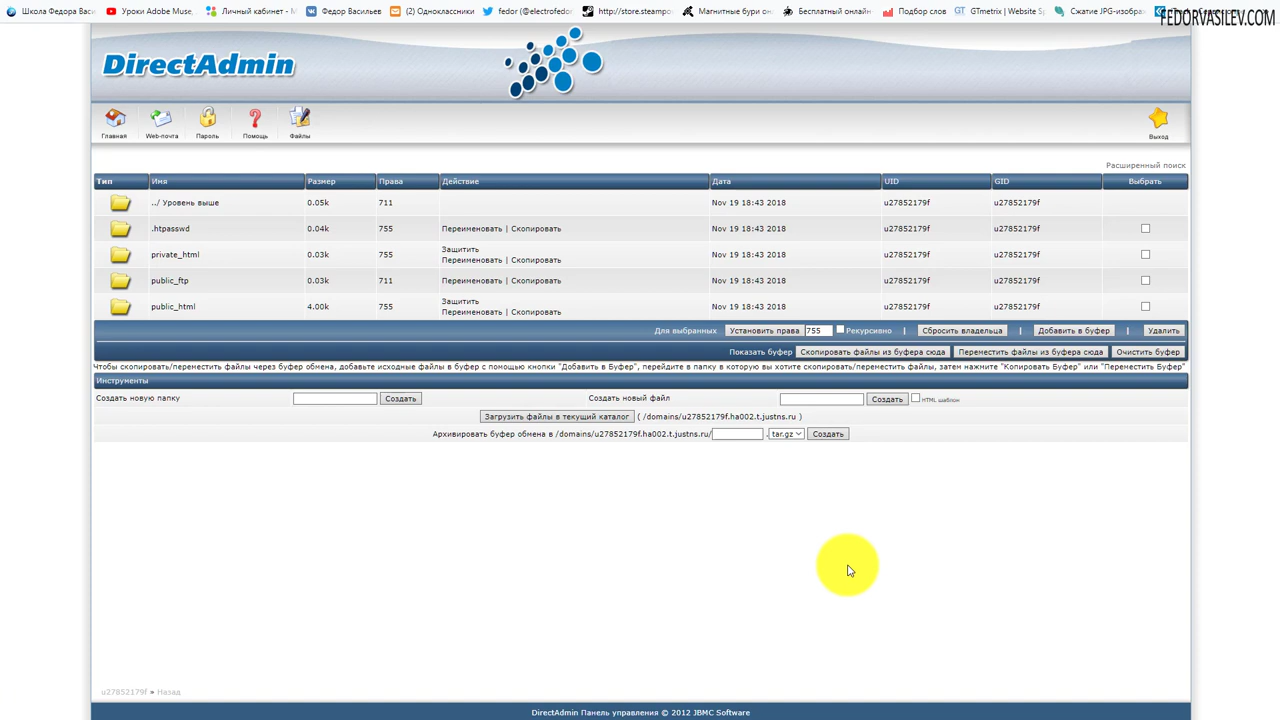 Школа Федора Васи
Уроки Adobe Muse,
Личный кабинет - М
Федор Васильев
(2) Одноклассники
fedor (@electrofedor
http://store.steampo
Магнитные бури он
Бесплатный онлайн
Подбор слов
GTmetrix | Website Sp
Сжатие JPG-изобра
FEDORVASILEV.COM
DirectAdmin
Главная Web-почта Пароль Помощь Файлы Выход
Расширенный поиск
Тип Имя Размер Права Действие Дата UID GID Выбрать
../ Уровень выше 0.05k 711 Nov 19 18:43 2018 u27852179f u27852179f
.htpasswd 0.04k 755 Переименовать | Скопировать Nov 19 18:43 2018 u27852179f u27852179f
Защитить
private_html 0.03k 755 Переименовать | Скопировать Nov 19 18:43 2018 u27852179f u27852179f
public_ftp 0.03k 711 Переименовать | Скопировать Nov 19 18:43 2018 u27852179f u27852179f
Защитить
public_html 4.00k 755 Переименовать | Скопировать Nov 19 18:43 2018 u27852179f u27852179f
Для выбранных Установить права 755 Рекурсивно | Сбросить владельца | Добавить в буфер | Удалить
Показать буфер Скопировать файлы из буфера сюда Переместить файлы из буфера сюда Очистить буфер
Чтобы скопировать/переместить файлы через буфер обмена, добавьте исходные файлы в буфер с помощью кнопки "Добавить в Буфер", перейдите в папку в которую вы хотите скопировать/переместить файлы, затем нажмите "Копировать Буфер" или "Переместить Буфер"
Инструменты
Создать новую папку Создать Создать новый файл Создать HTML шаблон
Загрузить файлы в текущий каталог ( /domains/u27852179f.ha002.t.justns.ru )
Архивировать буфер обмена в /domains/u27852179f.ha002.t.justns.ru/ .tar.gz Создать
u27852179f » Назад
DirectAdmin Панель управления © 2012 JBMC Software